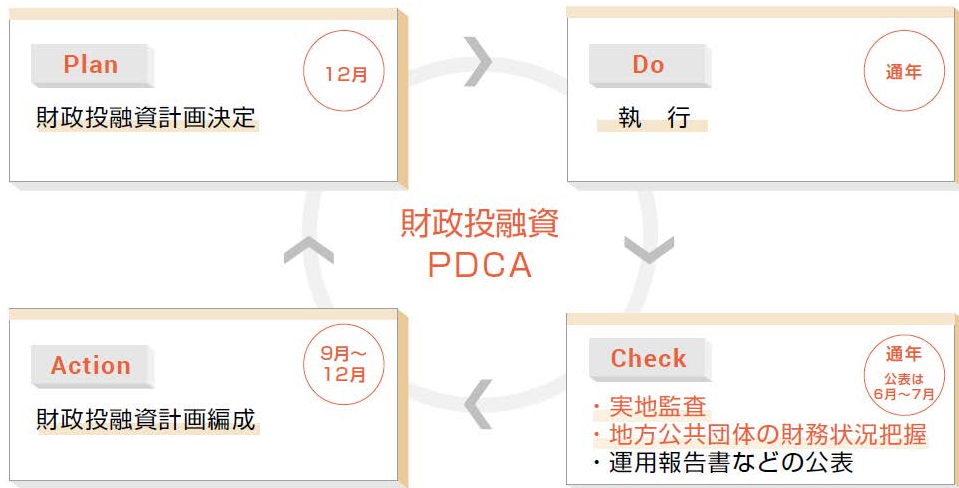 Plan
12月
財政投融資計画決定
Do
通年
執 行
財政投融資
PDCA
Action
9月～
12月
財政投融資計画編成
Check
通年
公表は
6月～7月
・実地監査
・地方公共団体の財務状況把握
・運用報告書などの公表